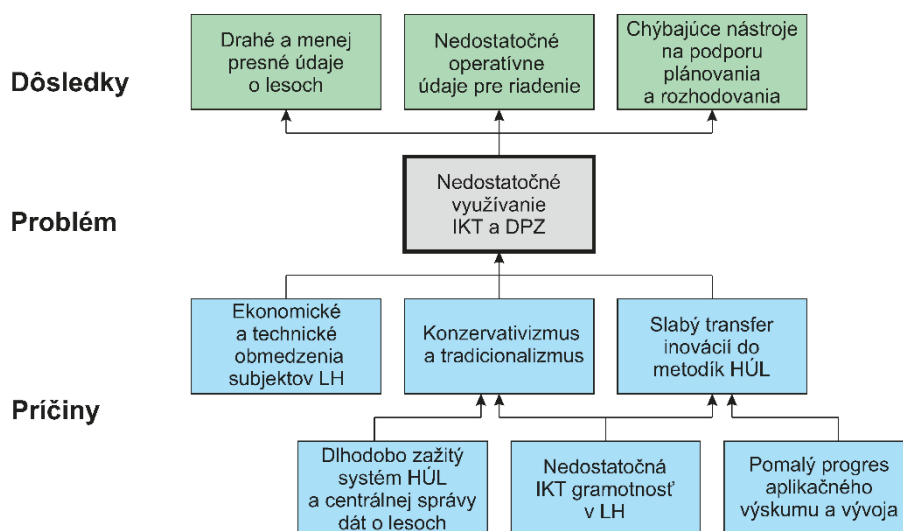 Dôsledky
Drahé a menej
presné údaje
o lesoch
Nedostatočné
operatívne
údaje pre riadenie
Chýbajúce nástroje
na podporu
plánovania
a rozhodovania
Problém
Nedostatočné
využívanie
IKT a DPZ
Príčiny
Ekonomické
a technické
obmedzenia
subjektov LH
Konzervativizmus
a tradicionalizmus
Slabý transfer
inovácií do
metodík HÚL
Dlhodobo zažitý
systém HÚL
a centrálnej správy
dát o lesoch
Nedostatočná
IKT gramotnosť
v LH
Pomalý progres
aplikačného
výskumu a vývoja